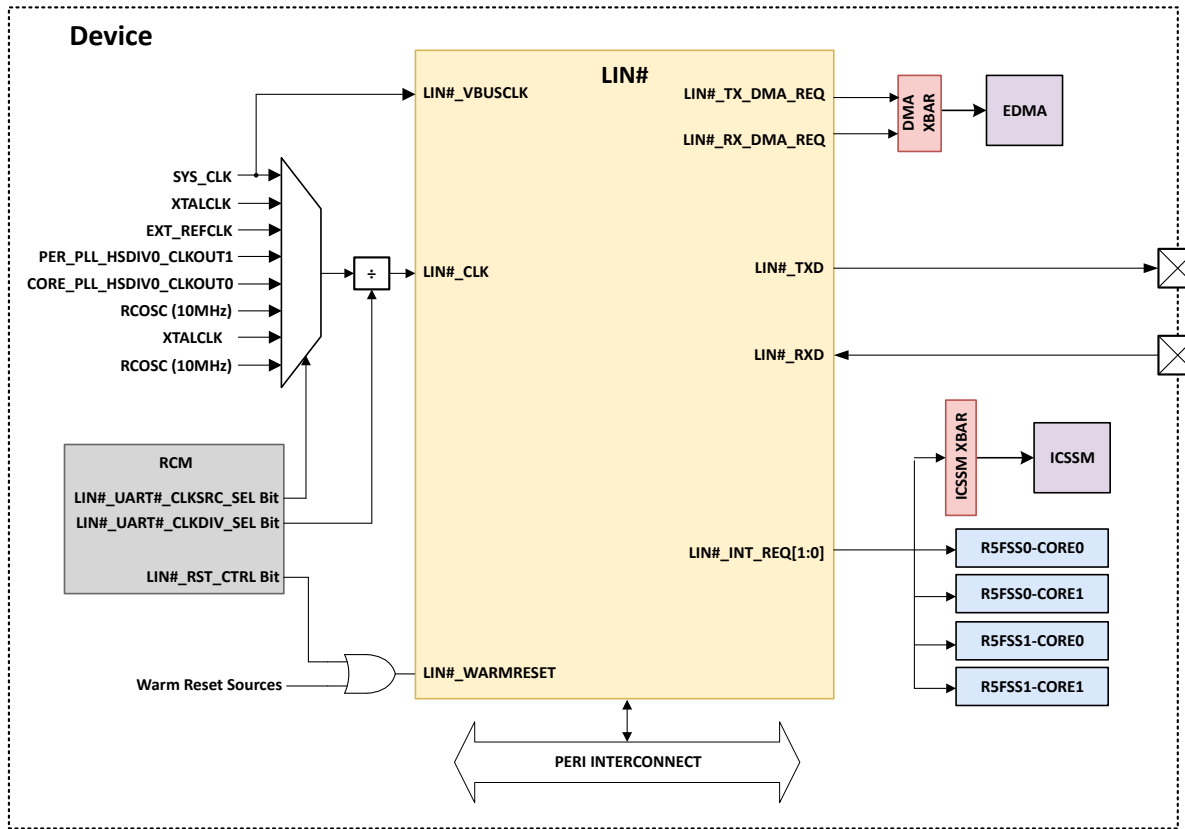 Device
LIN#
LIN#_VBUSCLK
LIN#_TX_DMA_REQ
LIN#_RX_DMA_REQ
DMA
XBAR
EDMA
SYS_CLK
XTALCLK
EXT_REFCLK
PER_PLL_HSDIV0_CLKOUT1
CORE_PLL_HSDIV0_CLKOUT0
RCOSC (10MHz)
XTALCLK
RCOSC (10MHz)
÷
LIN#_CLK
LIN#_TXD
LIN#_RXD
RCM
LIN#_UART#_CLKSRC_SEL Bit
LIN#_UART#_CLKDIV_SEL Bit
LIN#_RST_CTRL Bit
Warm Reset Sources
LIN#_WARMRESET
LIN#_INT_REQ[1:0]
ICSSM XBAR
ICSSM
R5FSS0-CORE0
R5FSS0-CORE1
R5FSS1-CORE0
R5FSS1-CORE1
PERI INTERCONNECT